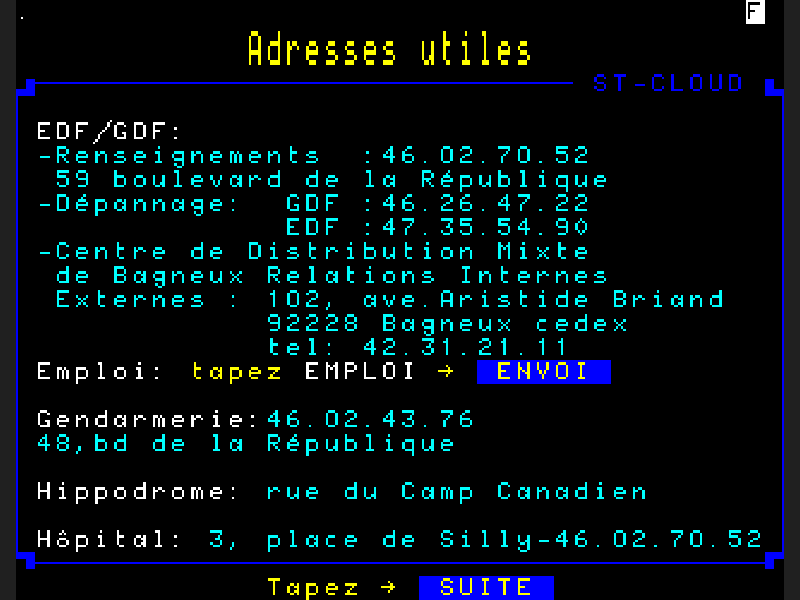 F
Adresses utiles
ST-CLOUD
EDF/GDF:
-Renseignements :46.02.70.52
59 boulevard de la République
-Dépannage: GDF :46.26.47.22
EDF :47.35.54.90
-Centre de Distribution Mixte
de Bagneux Relations Internes
Externes : 102, ave.Aristide Briand
92228 Bagneux cedex
tel: 42.31.21.11
Emploi: tapez EMPLOI → ENVOI
Gendarmerie:46.02.43.76
48,bd de la République
Hippodrome: rue du Camp Canadien
Hôpital: 3, place de Silly-46.02.70.52
Tapez → SUITE